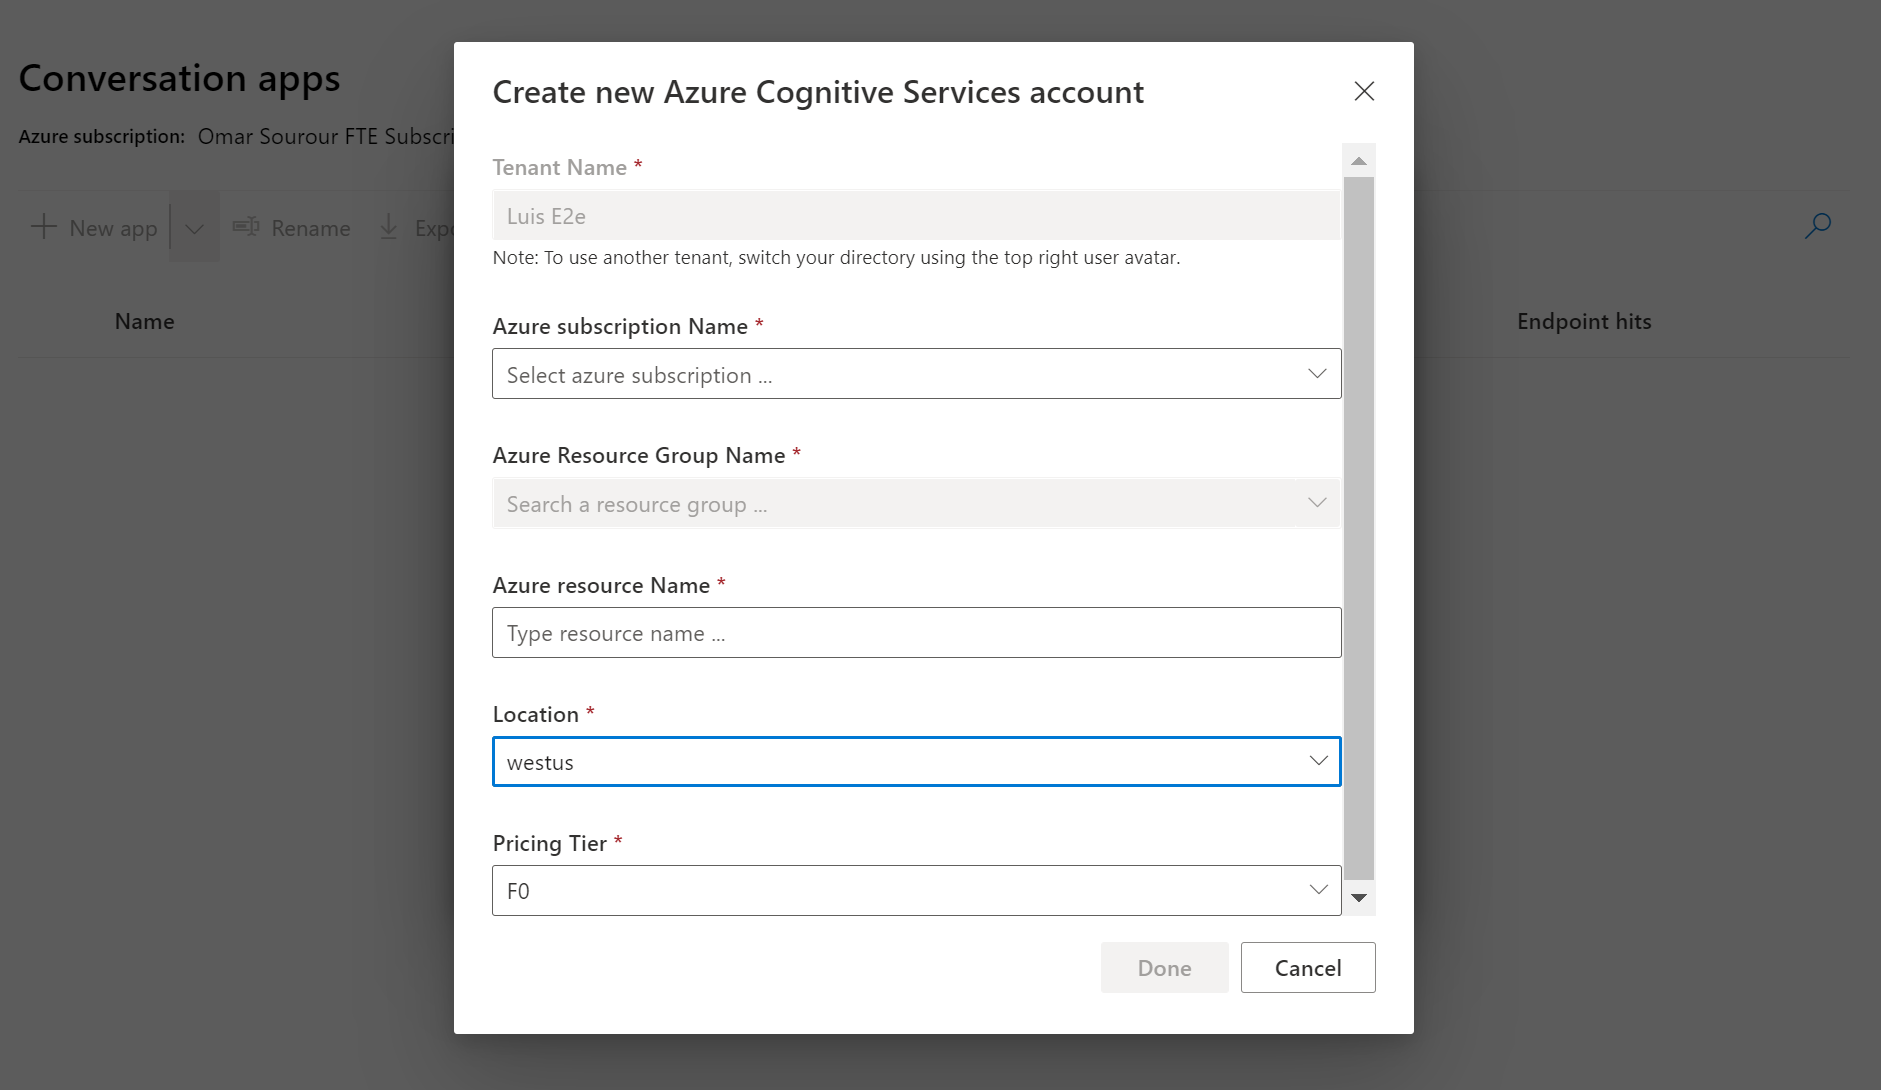 Conversation apps
Azure subscription: Omar Sourour FTE Subscri
New app
Rename
Expo
Name
Endpoint hits
Create new Azure Cognitive Services account
Tenant Name *
Luis E2e
Note: To use another tenant, switch your directory using the top right user avatar.
Azure subscription Name *
Select azure subscription ...
Azure Resource Group Name *
Search a resource group ...
Azure resource Name *
Type resource name ...
Location *
westus
Pricing Tier *
F0
Done
Cancel